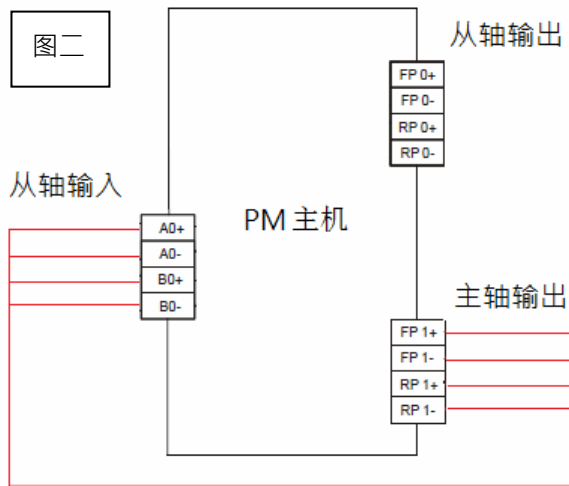 图二
从轴输出
FP 0+
FP 0-
RP 0+
RP 0-
从轴输入
A0+
A0-
B0+
B0-
PM 主机
主轴输出
FP 1+
FP 1-
RP 1+
RP 1-